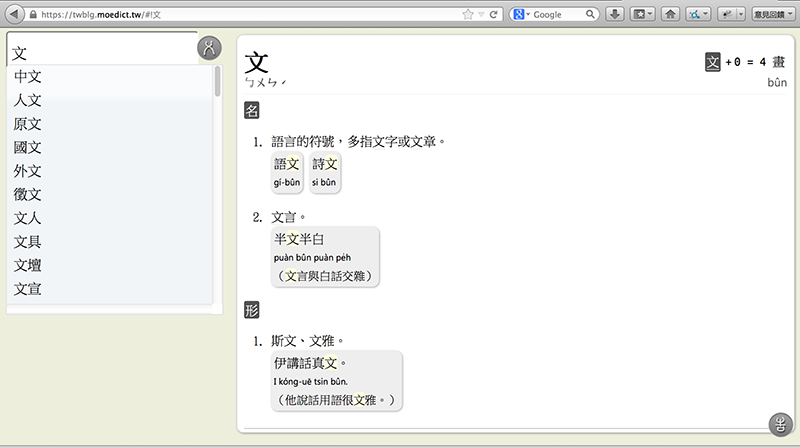 https://twblg.moedict.tw/#!文
Google
意見回饋
文
中文
人文
原文
國文
外文
徵文
文人
文具
文壇
文宣
文
文 +0 = 4 畫
ㄅㄨㄣˊ
bûn
名
1. 語言的符號，多指文字或文章。
語文 詩文
gí-bûn si bûn
2. 文言。
半文半白
puàn bûn puàn pe̍h
（文言與白話交雜）
形
1. 斯文、文雅。
伊講話真文。
I kóng-uē tsin bûn.
（他說話用語很文雅。）